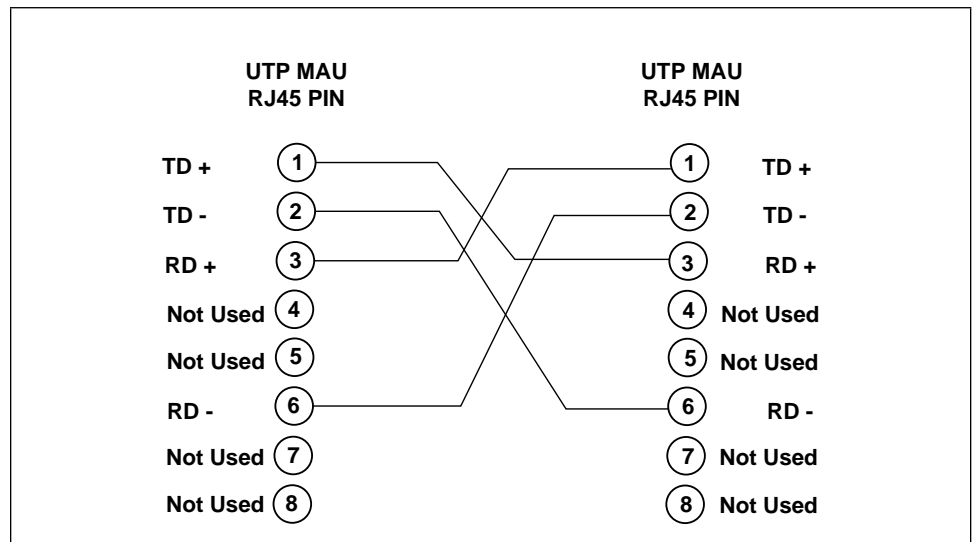 UTP MAU UTP MAU
RJ45 PIN RJ45 PIN
TD + 1 1 TD +
TD - 2 2 TD -
RD + 3 3 RD +
Not Used 4 4 Not Used
Not Used 5 5 Not Used
RD - 6 6 RD -
Not Used 7 7 Not Used
Not Used 8 8 Not Used